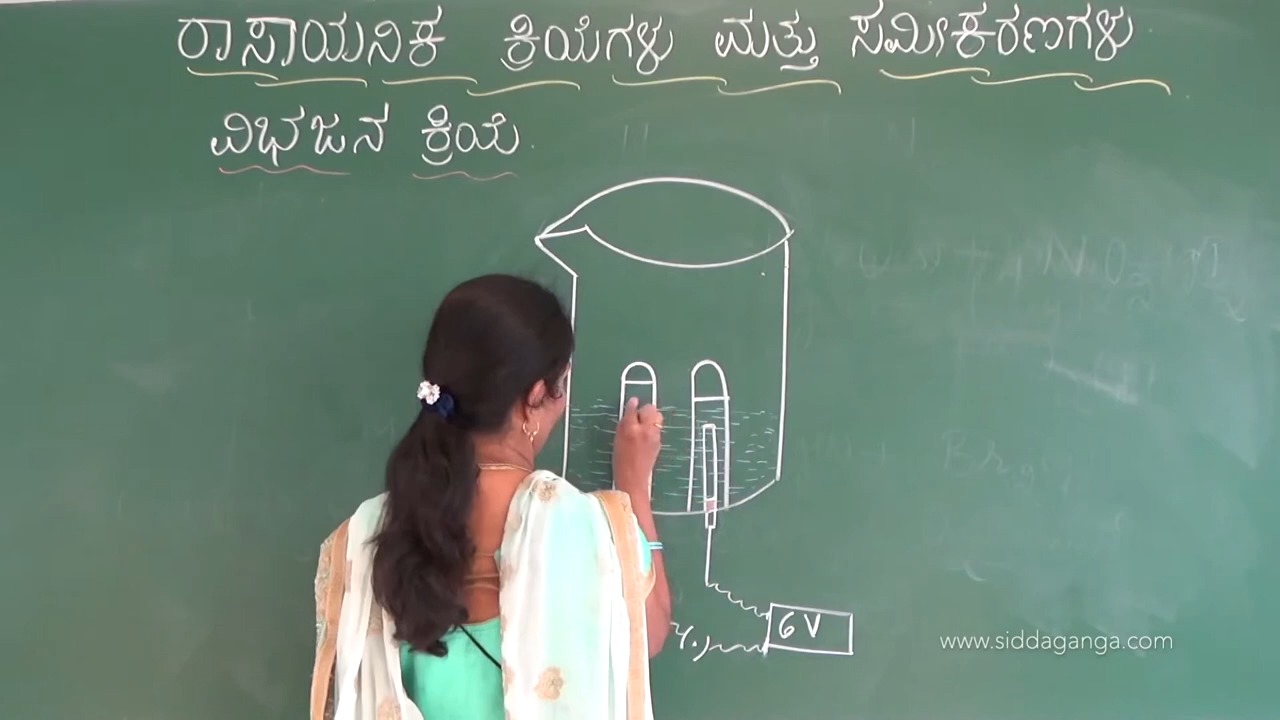 ರಾಸಾಯನಿಕ ಕ್ರಿಯೆಗಳು ಮತ್ತು ಸಮೀಕರಣಗಳು
ವಿಭಜನ ಕ್ರಿಯೆ.
6V
www.siddaganga.com